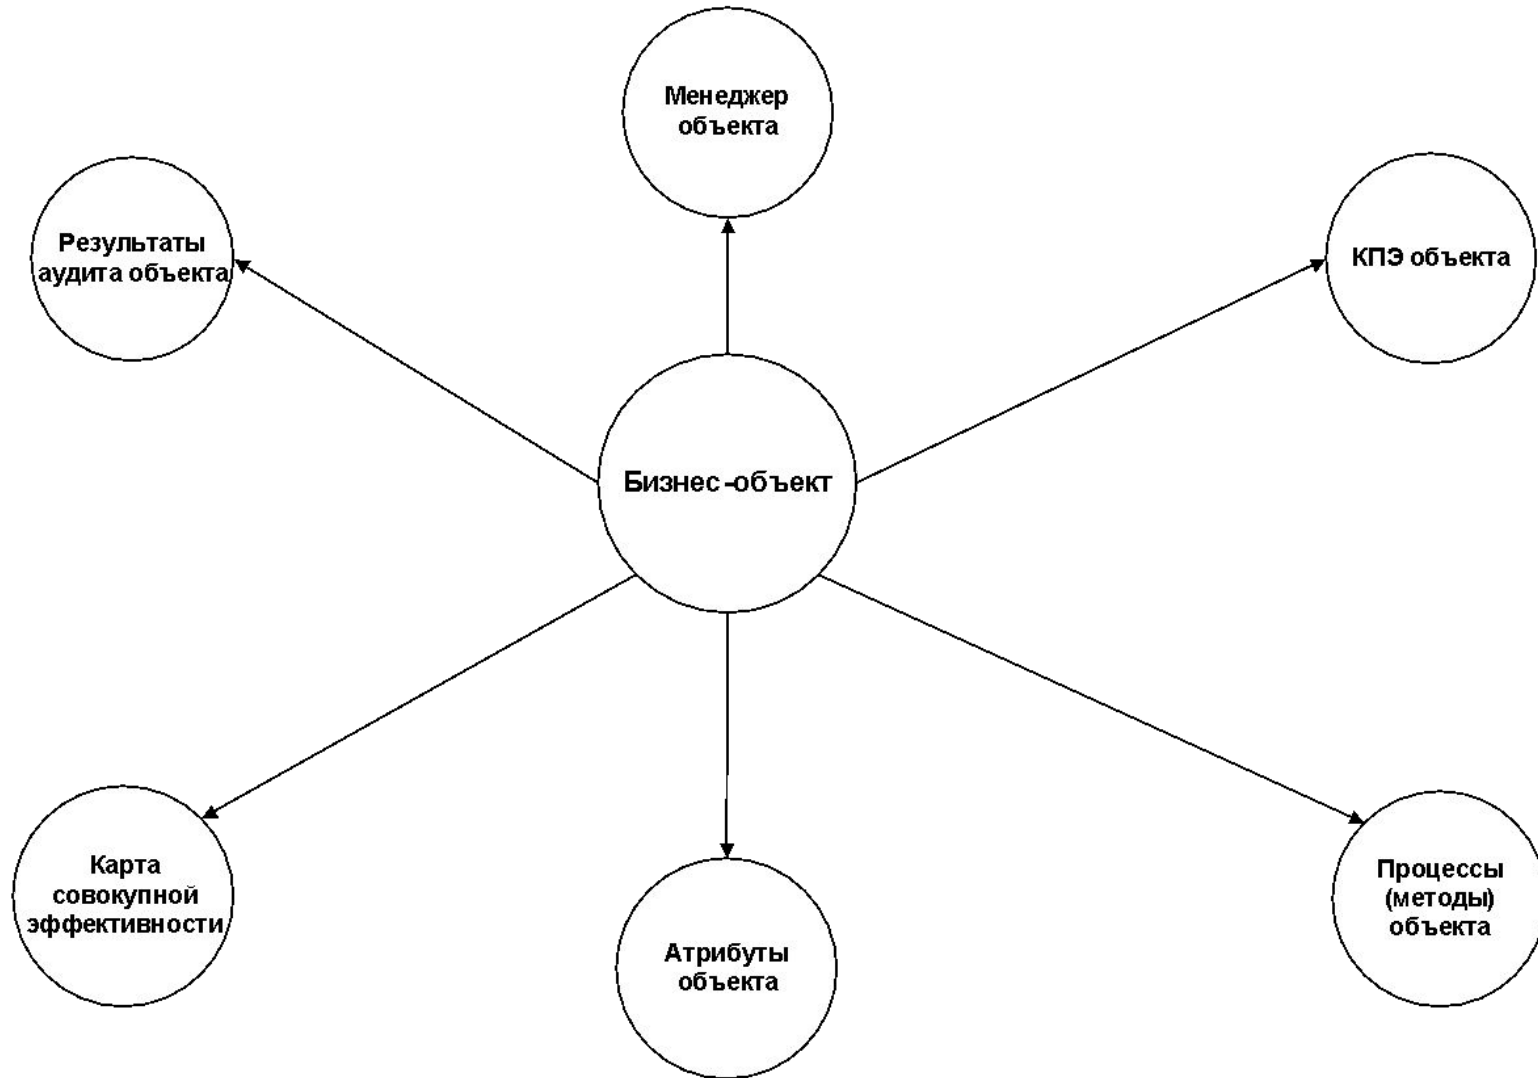 Менеджер
объекта
Результаты
аудита объекта
КПЭ объекта
Бизнес-объект
Карта
совокупной
эффективности
Атрибуты
объекта
Процессы
(методы)
объекта